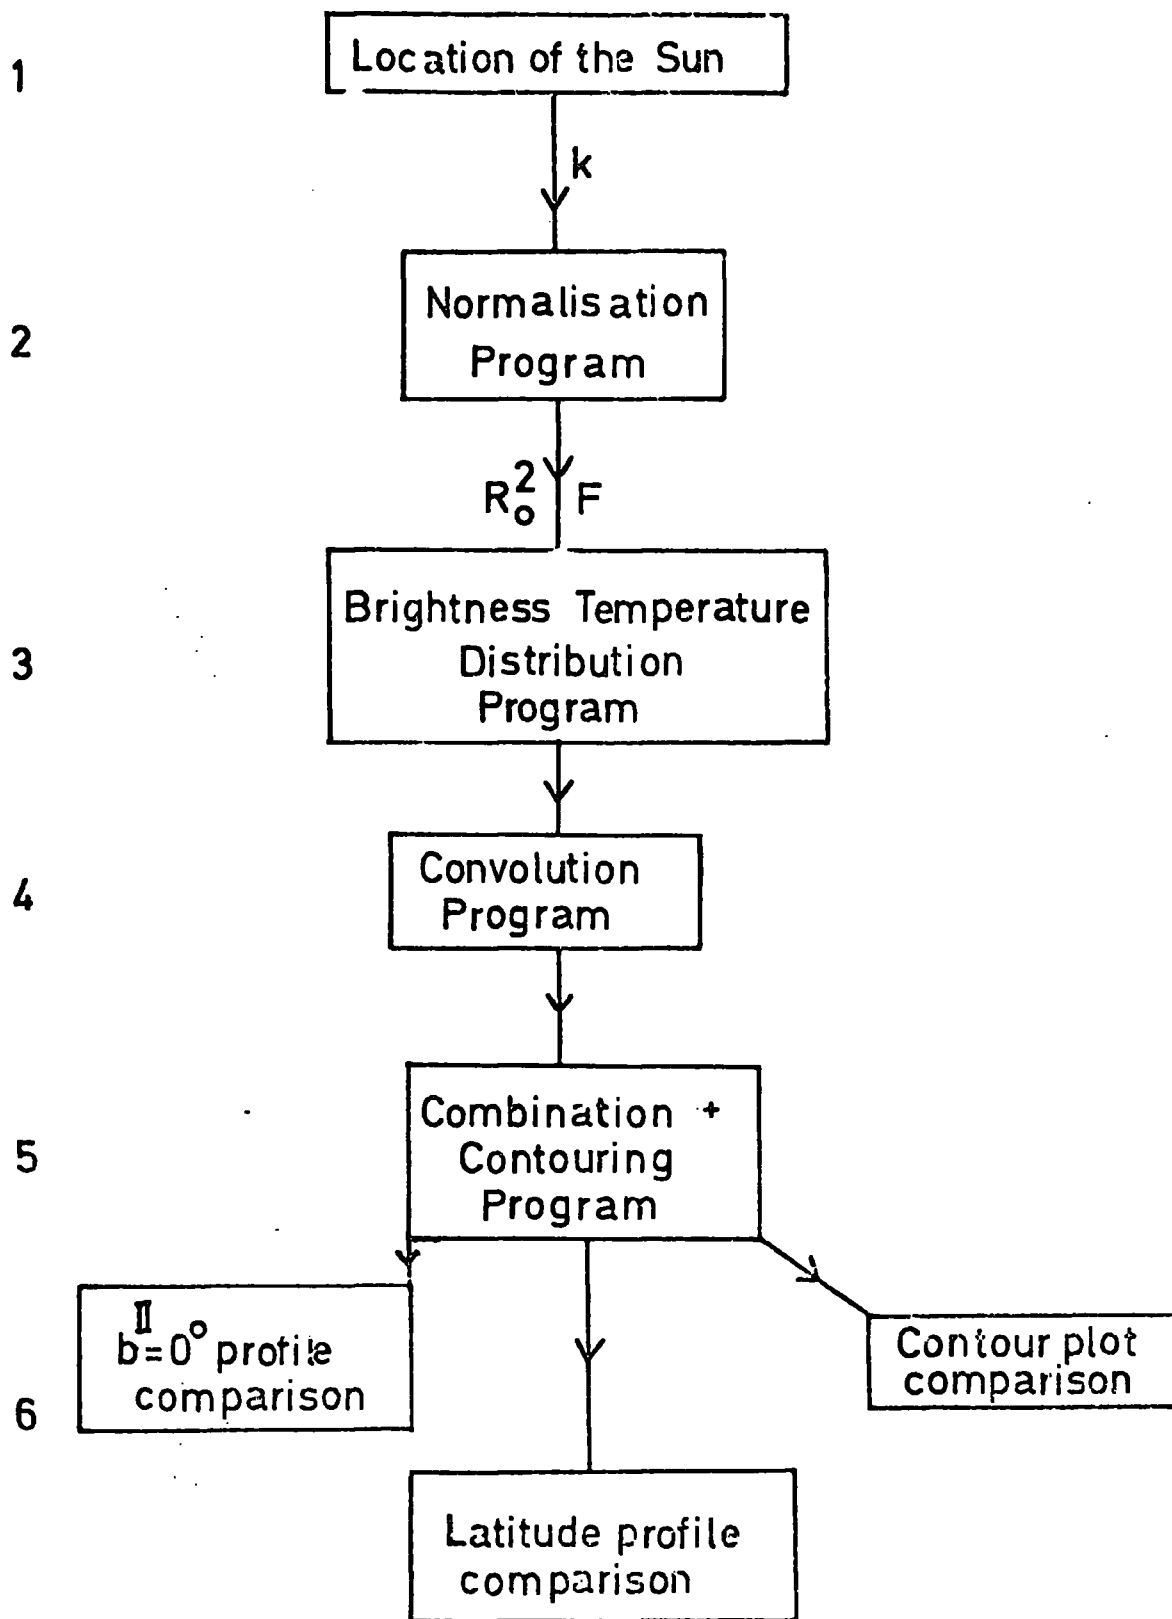 1
Location of the Sun
k
2
Normalisation
Program
R₀² F
3
Brightness Temperature
Distribution
Program
4
Convolution
Program
5
Combination +
Contouring
Program
6
bᴵᴵ=0° profile
comparison
Contour plot
comparison
Latitude profile
comparison